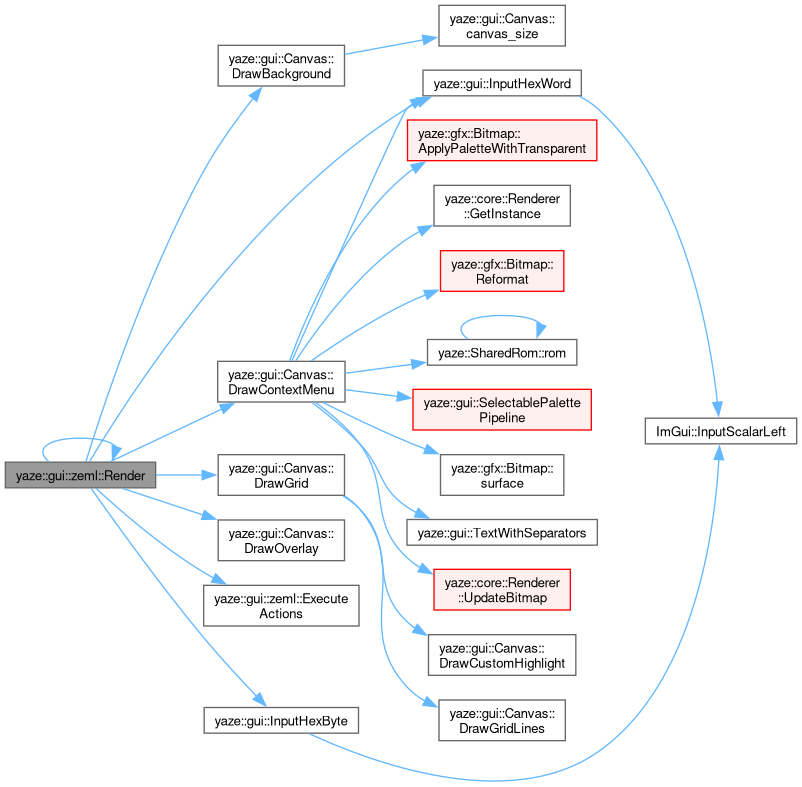 yaze::gui::Canvas::
canvas_size
yaze::gui::Canvas::
DrawBackground
yaze::gui::InputHexWord
yaze::gfx::Bitmap::
ApplyPaletteWithTransparent
yaze::core::Renderer
::GetInstance
yaze::gfx::Bitmap::
Reformat
yaze::SharedRom::rom
yaze::gui::Canvas::
DrawContextMenu
yaze::gui::SelectablePalette
Pipeline
ImGui::InputScalarLeft
yaze::gui::zeml::Render
yaze::gui::Canvas::
DrawGrid
yaze::gfx::Bitmap::
surface
yaze::gui::Canvas::
DrawOverlay
yaze::gui::TextWithSeparators
yaze::gui::zeml::Execute
Actions
yaze::core::Renderer
::UpdateBitmap
yaze::gui::Canvas::
DrawCustomHighlight
yaze::gui::InputHexByte
yaze::gui::Canvas::
DrawGridLines